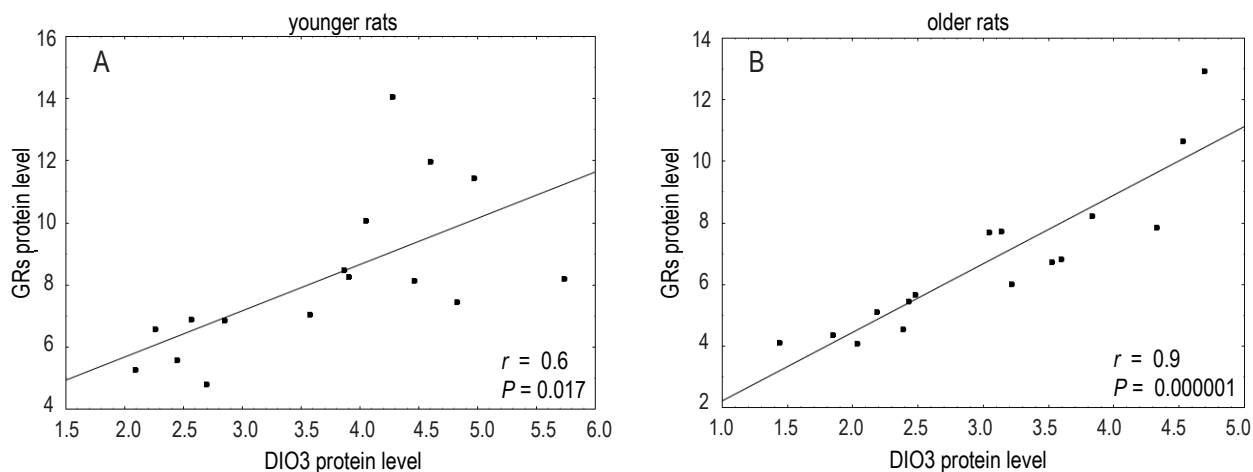 younger rats
A
16
14
12
10
8
6
4
GRs protein level
r = 0.6
P = 0.017
1.5 2.0 2.5 3.0 3.5 4.0 4.5 5.0 5.5 6.0
DIO3 protein level
older rats
B
14
12
10
8
6
4
2
GRs protein level
r = 0.9
P = 0.000001
1.0 1.5 2.0 2.5 3.0 3.5 4.0 4.5 5.0
DIO3 protein level